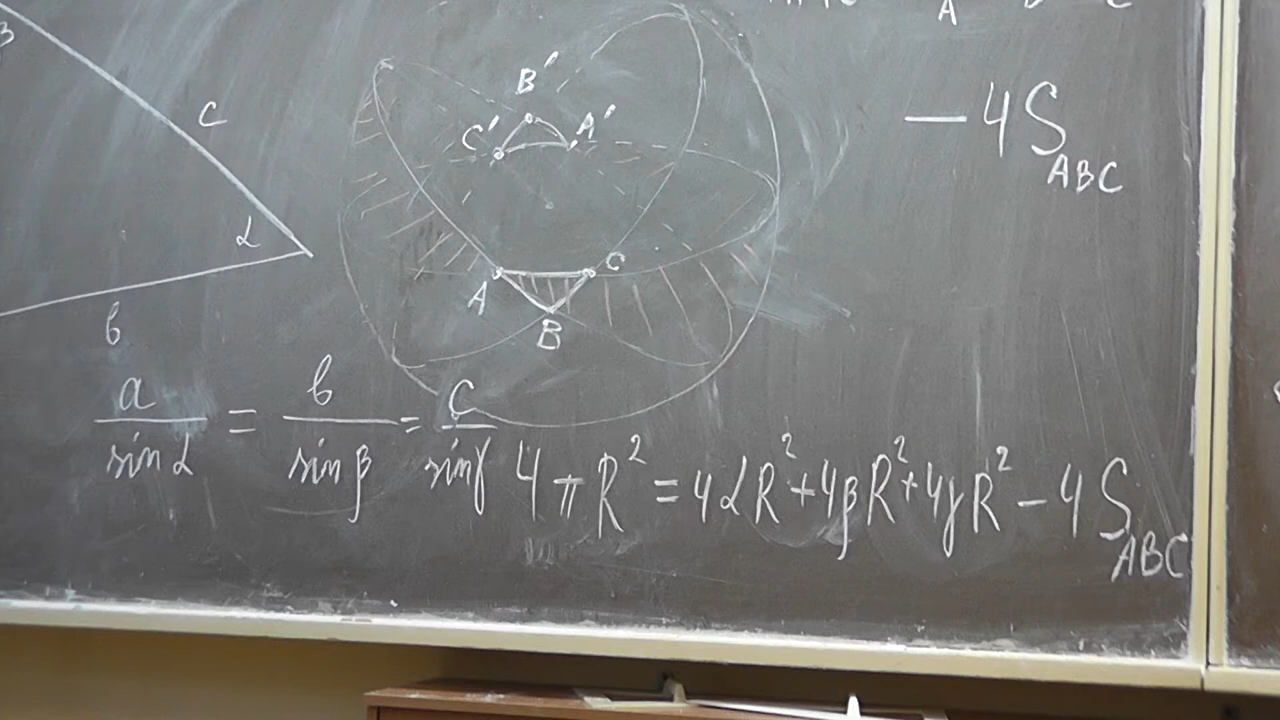 A
C
− 4S_ABC
B'
C' A'
c
α
A C
B
b
a/sin α = b/sin β = c/sin γ
4πR² = 4αR² + 4βR² + 4γR² − 4S_ABC